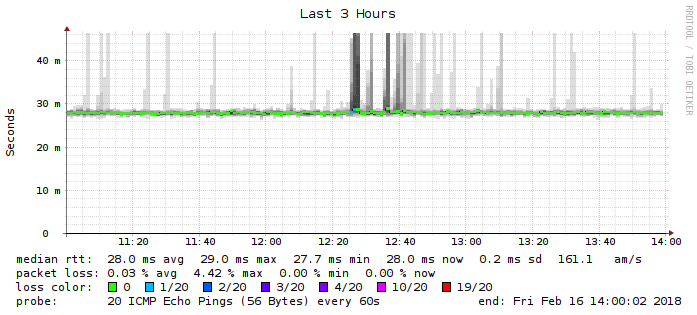 Last 3 Hours
RRDTOOL / TOBI OETIKER
Seconds
40 m
30 m
20 m
10 m
0
11:20 11:40 12:00 12:20 12:40 13:00 13:20 13:40 14:00
median rtt: 28.0 ms avg 29.0 ms max 27.7 ms min 28.0 ms now 0.2 ms sd 161.1 am/s
packet loss: 0.03 % avg 4.42 % max 0.00 % min 0.00 % now
loss color: 0 1/20 2/20 3/20 4/20 10/20 19/20
probe: 20 ICMP Echo Pings (56 Bytes) every 60s end: Fri Feb 16 14:00:02 2018